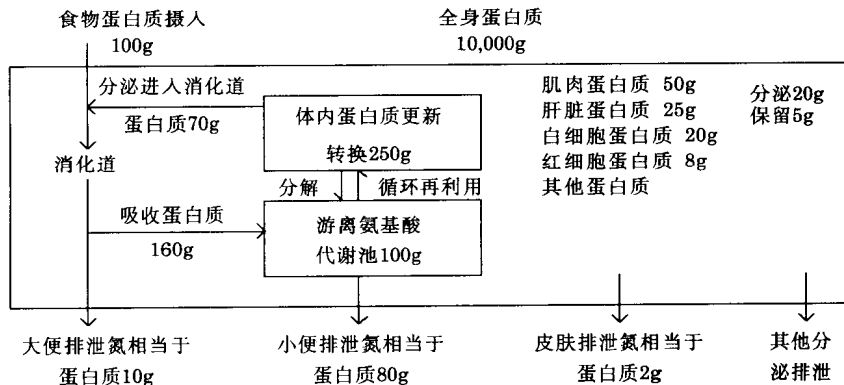 食物蛋白质摄入
100g
全身蛋白质
10,000g
分泌进入消化道
蛋白质70g
消化道
体内蛋白质更新
转换250g
分解
循环再利用
吸收蛋白质
160g
游离氨基酸
代谢池100g
肌肉蛋白质 50g
肝脏蛋白质 25g
白细胞蛋白质 20g
红细胞蛋白质 8g
其他蛋白质
分泌20g
保留5g
大便排泄氮相当于
蛋白质10g
小便排泄氮相当于
蛋白质80g
皮肤排泄氮相当于
蛋白质2g
其他分
泌排泄